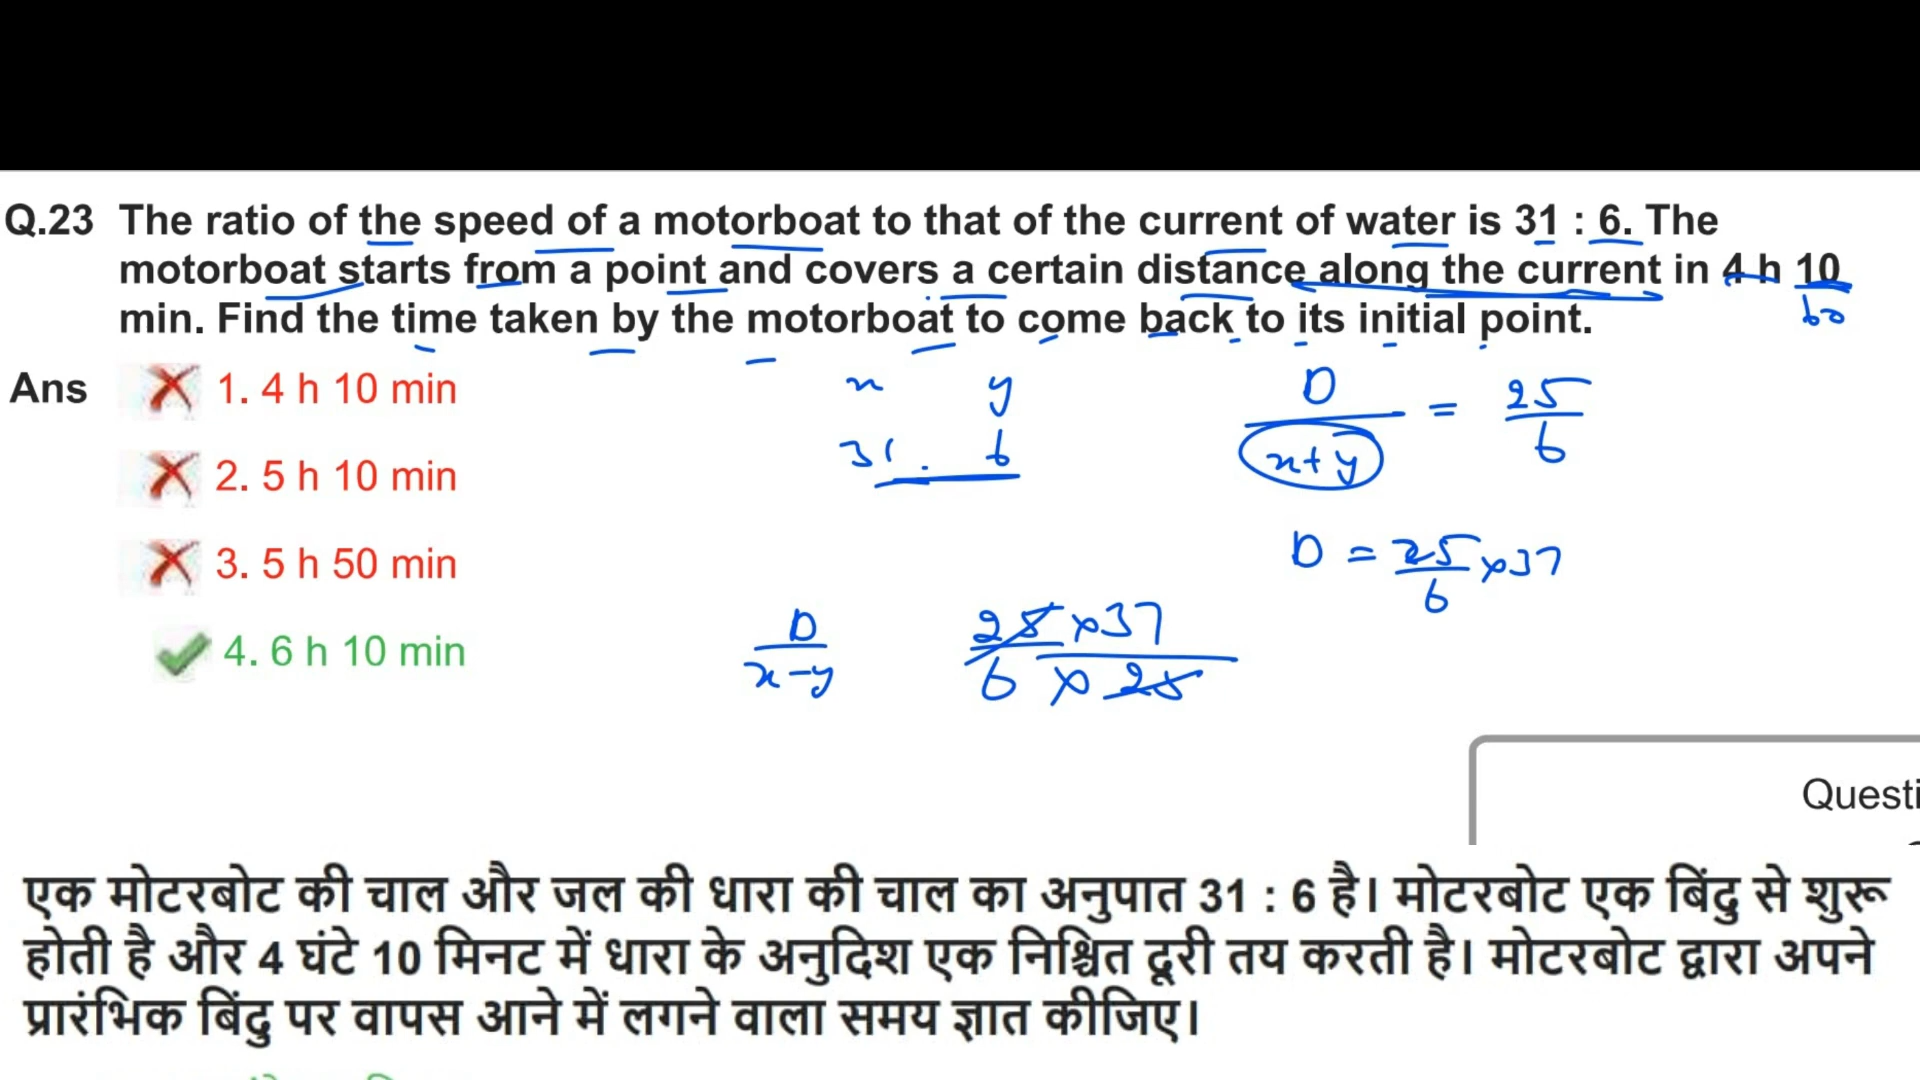 Q.23 The ratio of the speed of a motorboat to that of the current of water is 31 : 6. The
motorboat starts from a point and covers a certain distance along the current in 4 h 10
min. Find the time taken by the motorboat to come back to its initial point.
60
Ans 1. 4 h 10 min
2. 5 h 10 min
3. 5 h 50 min
4. 6 h 10 min
x y
31 : 6
D/(x+y) = 25/6
D = 25/6 × 37
D/(x-y) 25 × 37 / 6 × 25
Questi
एक मोटरबोट की चाल और जल की धारा की चाल का अनुपात 31 : 6 है। मोटरबोट एक बिंदु से शुरू
होती है और 4 घंटे 10 मिनट में धारा के अनुदिश एक निश्चित दूरी तय करती है। मोटरबोट द्वारा अपने
प्रारंभिक बिंदु पर वापस आने में लगने वाला समय ज्ञात कीजिए।